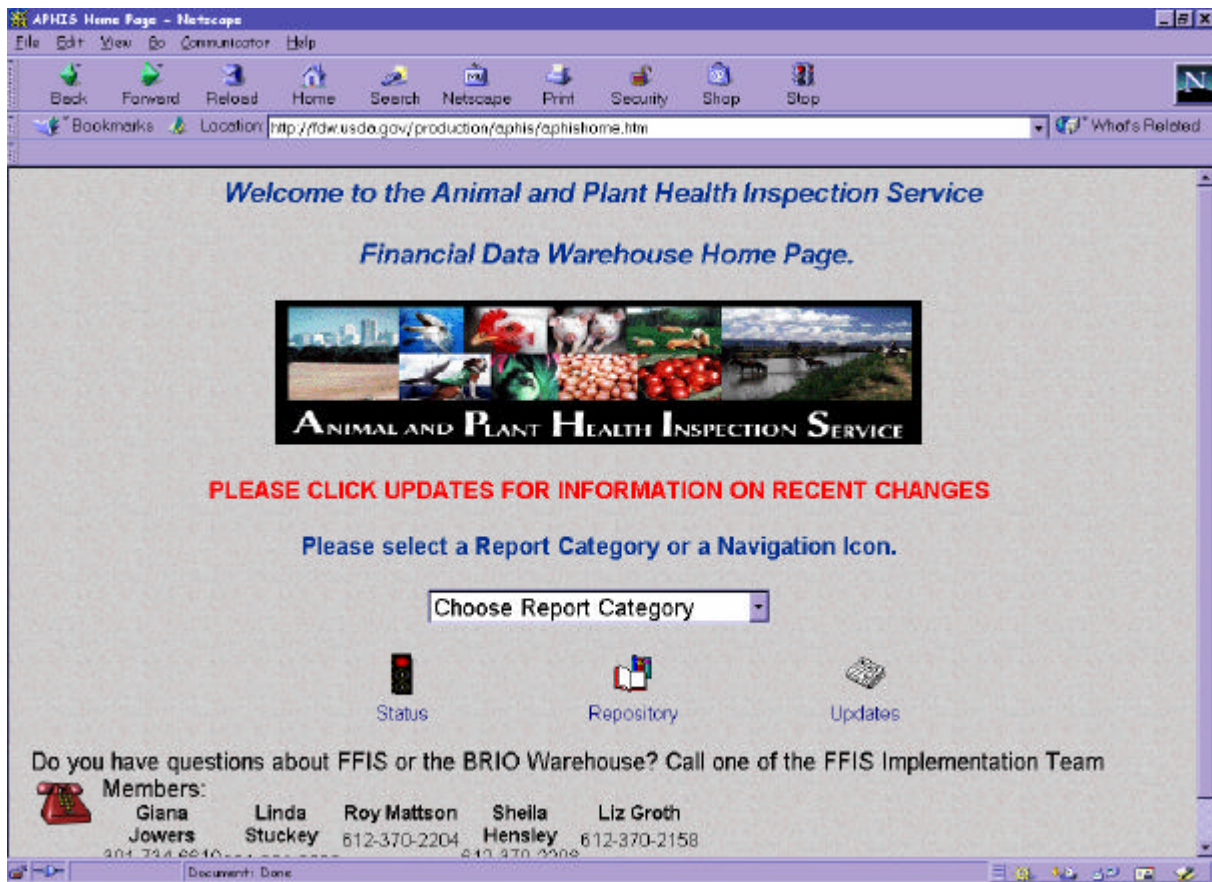 APHIS Home Page - Netscape
File Edit View Go Communicator Help
Back Forward Reload Home Search Netscape Print Security Shop Stop
Bookmarks Location: http://fdw.usda.gov/production/aphis/aphishome.htm What's Related
Welcome to the Animal and Plant Health Inspection Service
Financial Data Warehouse Home Page.
ANIMAL AND PLANT HEALTH INSPECTION SERVICE
PLEASE CLICK UPDATES FOR INFORMATION ON RECENT CHANGES
Please select a Report Category or a Navigation Icon.
Choose Report Category
Status Repository Updates
Do you have questions about FFIS or the BRIO Warehouse? Call one of the FFIS Implementation Team
Members:
Giana Linda Roy Mattson Sheila Liz Groth
Jowers Stuckey 612-370-2204 Hensley 612-370-2158
Document: Done